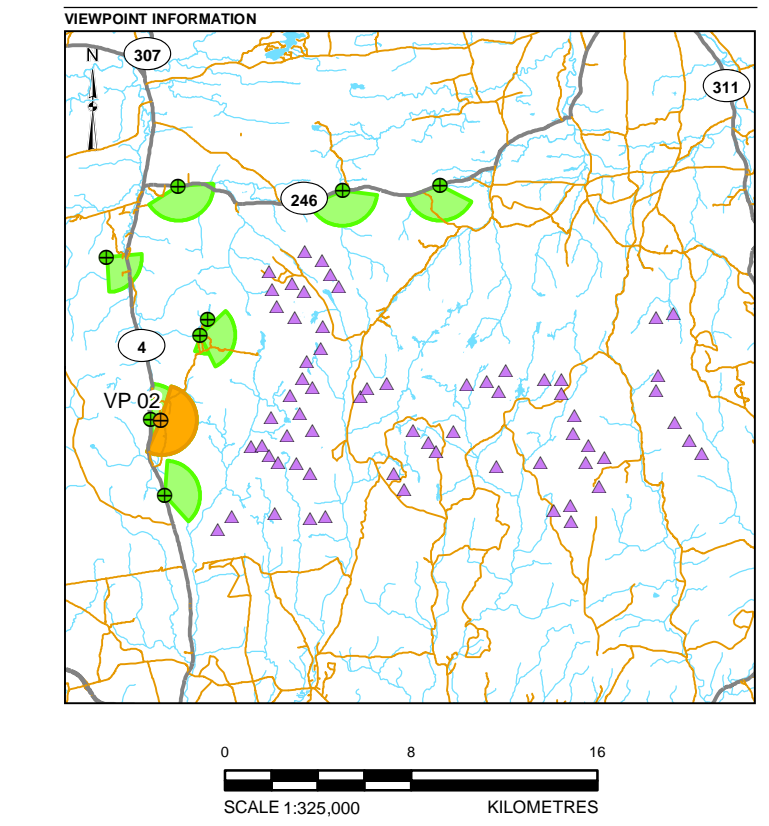 VIEWPOINT INFORMATION
307
N
311
246
4
VP 02
0 8 16
SCALE 1:325,000 KILOMETRES